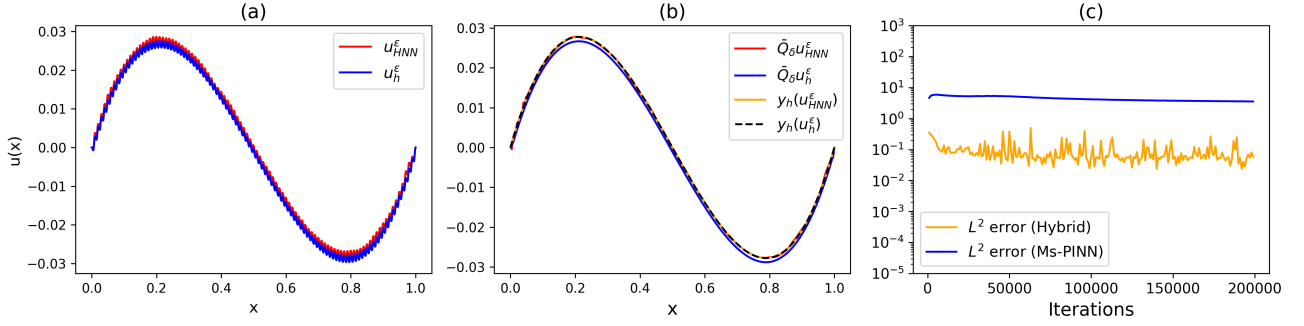 (a)
u(x)
0.03
0.02
0.01
0.00
−0.01
−0.02
−0.03
0.0 0.2 0.4 0.6 0.8 1.0
x
u^ε_HNN
u^ε_h
(b)
0.03
0.02
0.01
0.00
−0.01
−0.02
−0.03
0.0 0.2 0.4 0.6 0.8 1.0
x
Q̄_δ u^ε_HNN
Q̄_δ u^ε_h
y_h(u^ε_HNN)
y_h(u^ε_h)
(c)
10^3
10^2
10^1
10^0
10^−1
10^−2
10^−3
10^−4
10^−5
0 50000 100000 150000 200000
Iterations
L^2 error (Hybrid)
L^2 error (Ms-PINN)